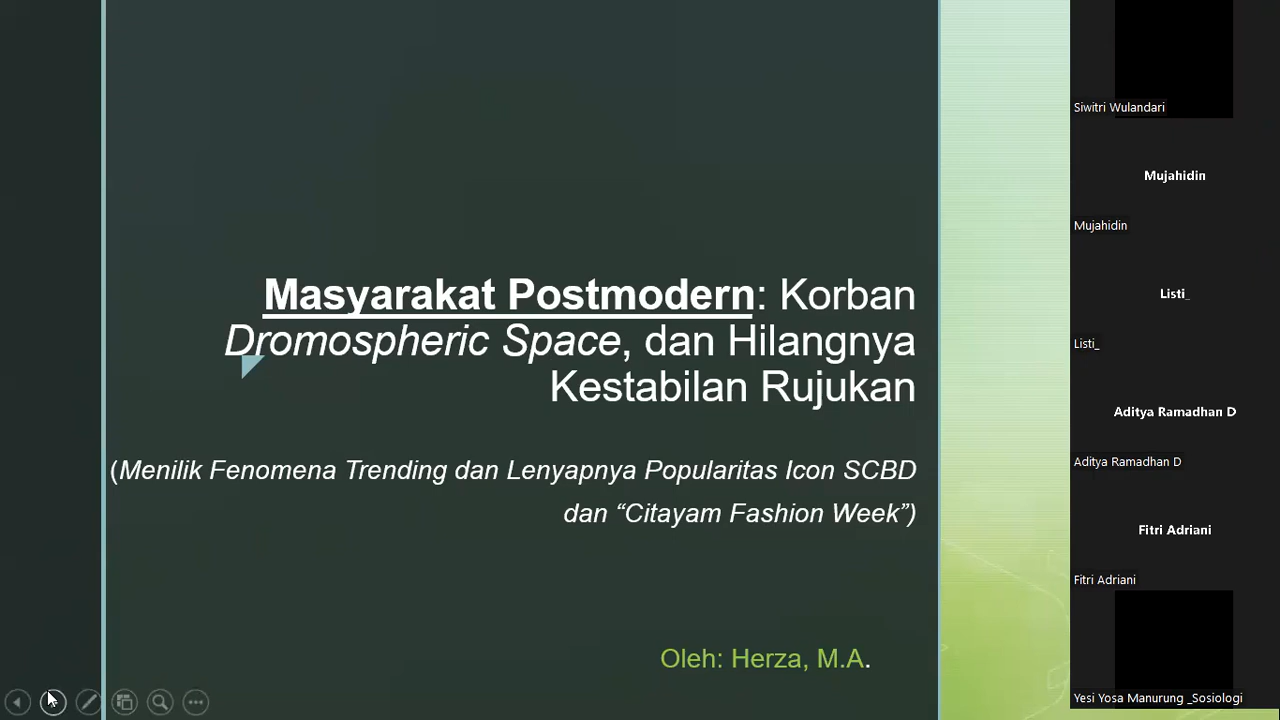 Masyarakat Postmodern: Korban
Dromospheric Space, dan Hilangnya
Kestabilan Rujukan
(Menilik Fenomena Trending dan Lenyapnya Popularitas Icon SCBD
dan “Citayam Fashion Week”)
Oleh: Herza, M.A.
Siwitri Wulandari
Mujahidin
Mujahidin
Listi_
Listi_
Aditya Ramadhan D
Aditya Ramadhan D
Fitri Adriani
Fitri Adriani
Yesi Yosa Manurung _Sosiologi